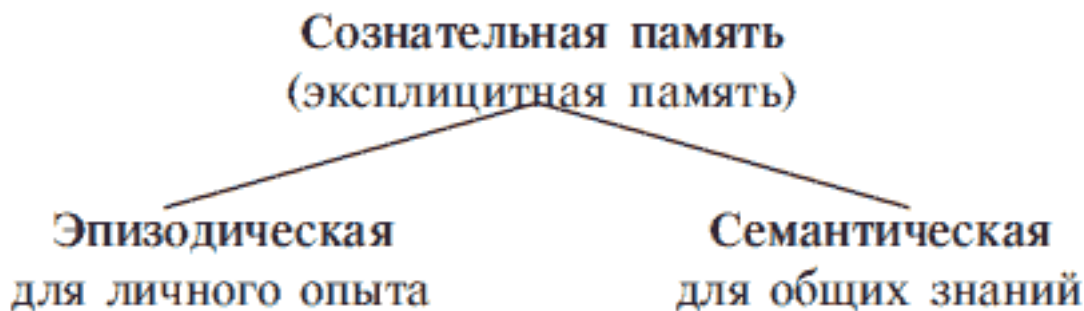 Сознательная память
(эксплицитная память)
Эпизодическая
для личного опыта
Семантическая
для общих знаний